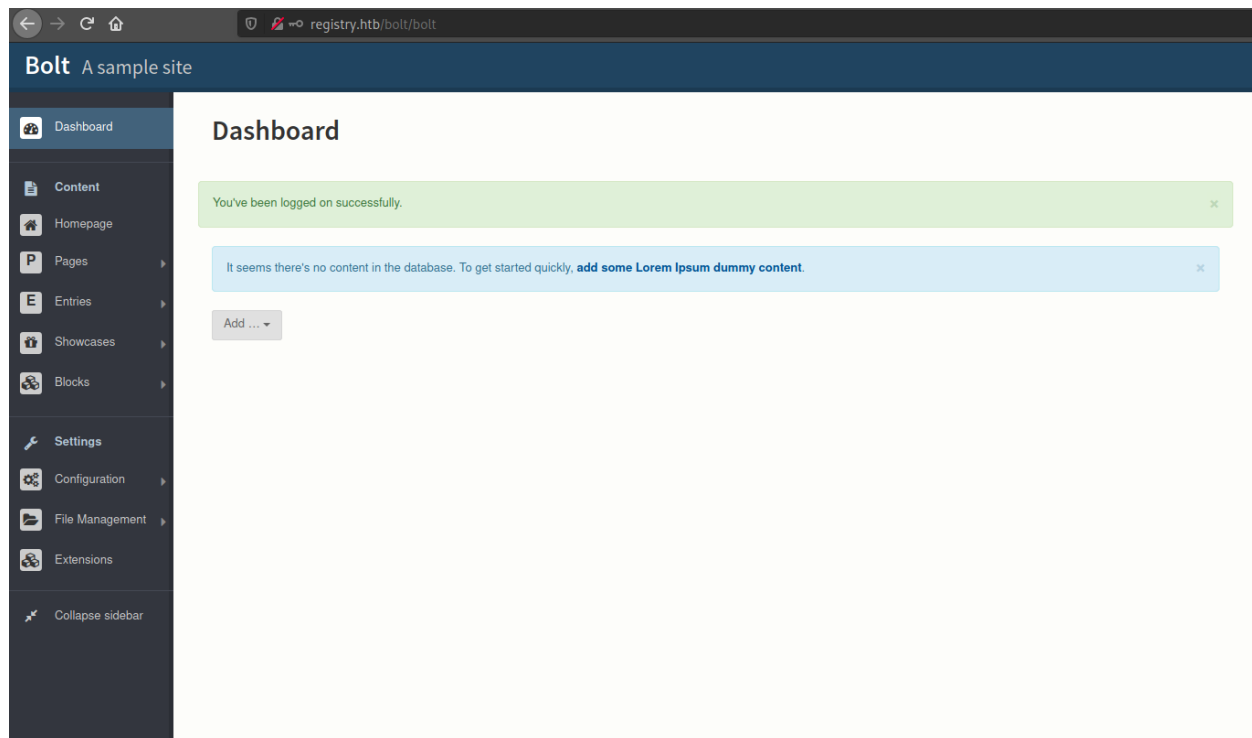 registry.htb/bolt/bolt
Bolt A sample site
Dashboard
Content
Homepage
P Pages
E Entries
Showcases
Blocks
Settings
Configuration
File Management
Extensions
Collapse sidebar
Dashboard
You've been logged on successfully. ×
It seems there's no content in the database. To get started quickly, add some Lorem Ipsum dummy content. ×
Add ...